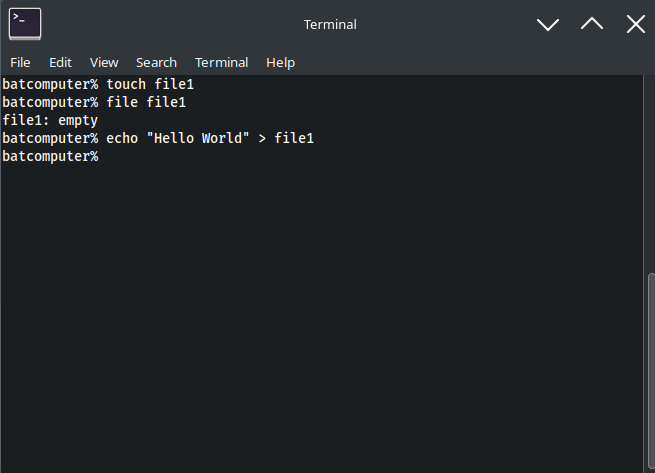 >_
Terminal
File Edit View Search Terminal Help
batcomputer% touch file1
batcomputer% file file1
file1: empty
batcomputer% echo "Hello World" > file1
batcomputer%